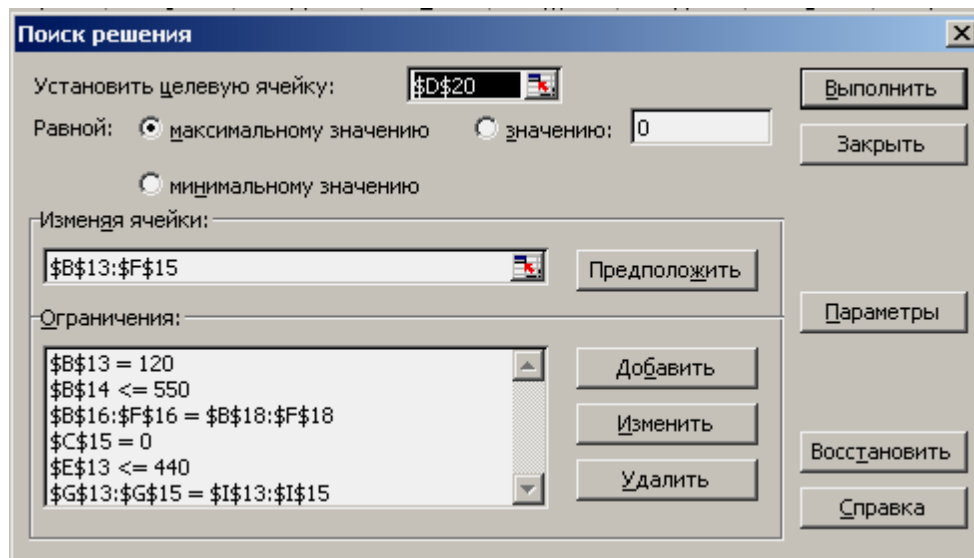 Поиск решения
Установить целевую ячейку: $D$20
Выполнить
Равной: максимальному значению значению: 0
Закрыть
минимальному значению
Изменяя ячейки:
$B$13:$F$15
Предположить
Ограничения:
Параметры
$B$13 = 120
$B$14 <= 550
$B$16:$F$16 = $B$18:$F$18
$C$15 = 0
$E$13 <= 440
$G$13:$G$15 = $I$13:$I$15
Добавить
Изменить
Удалить
Восстановить
Справка